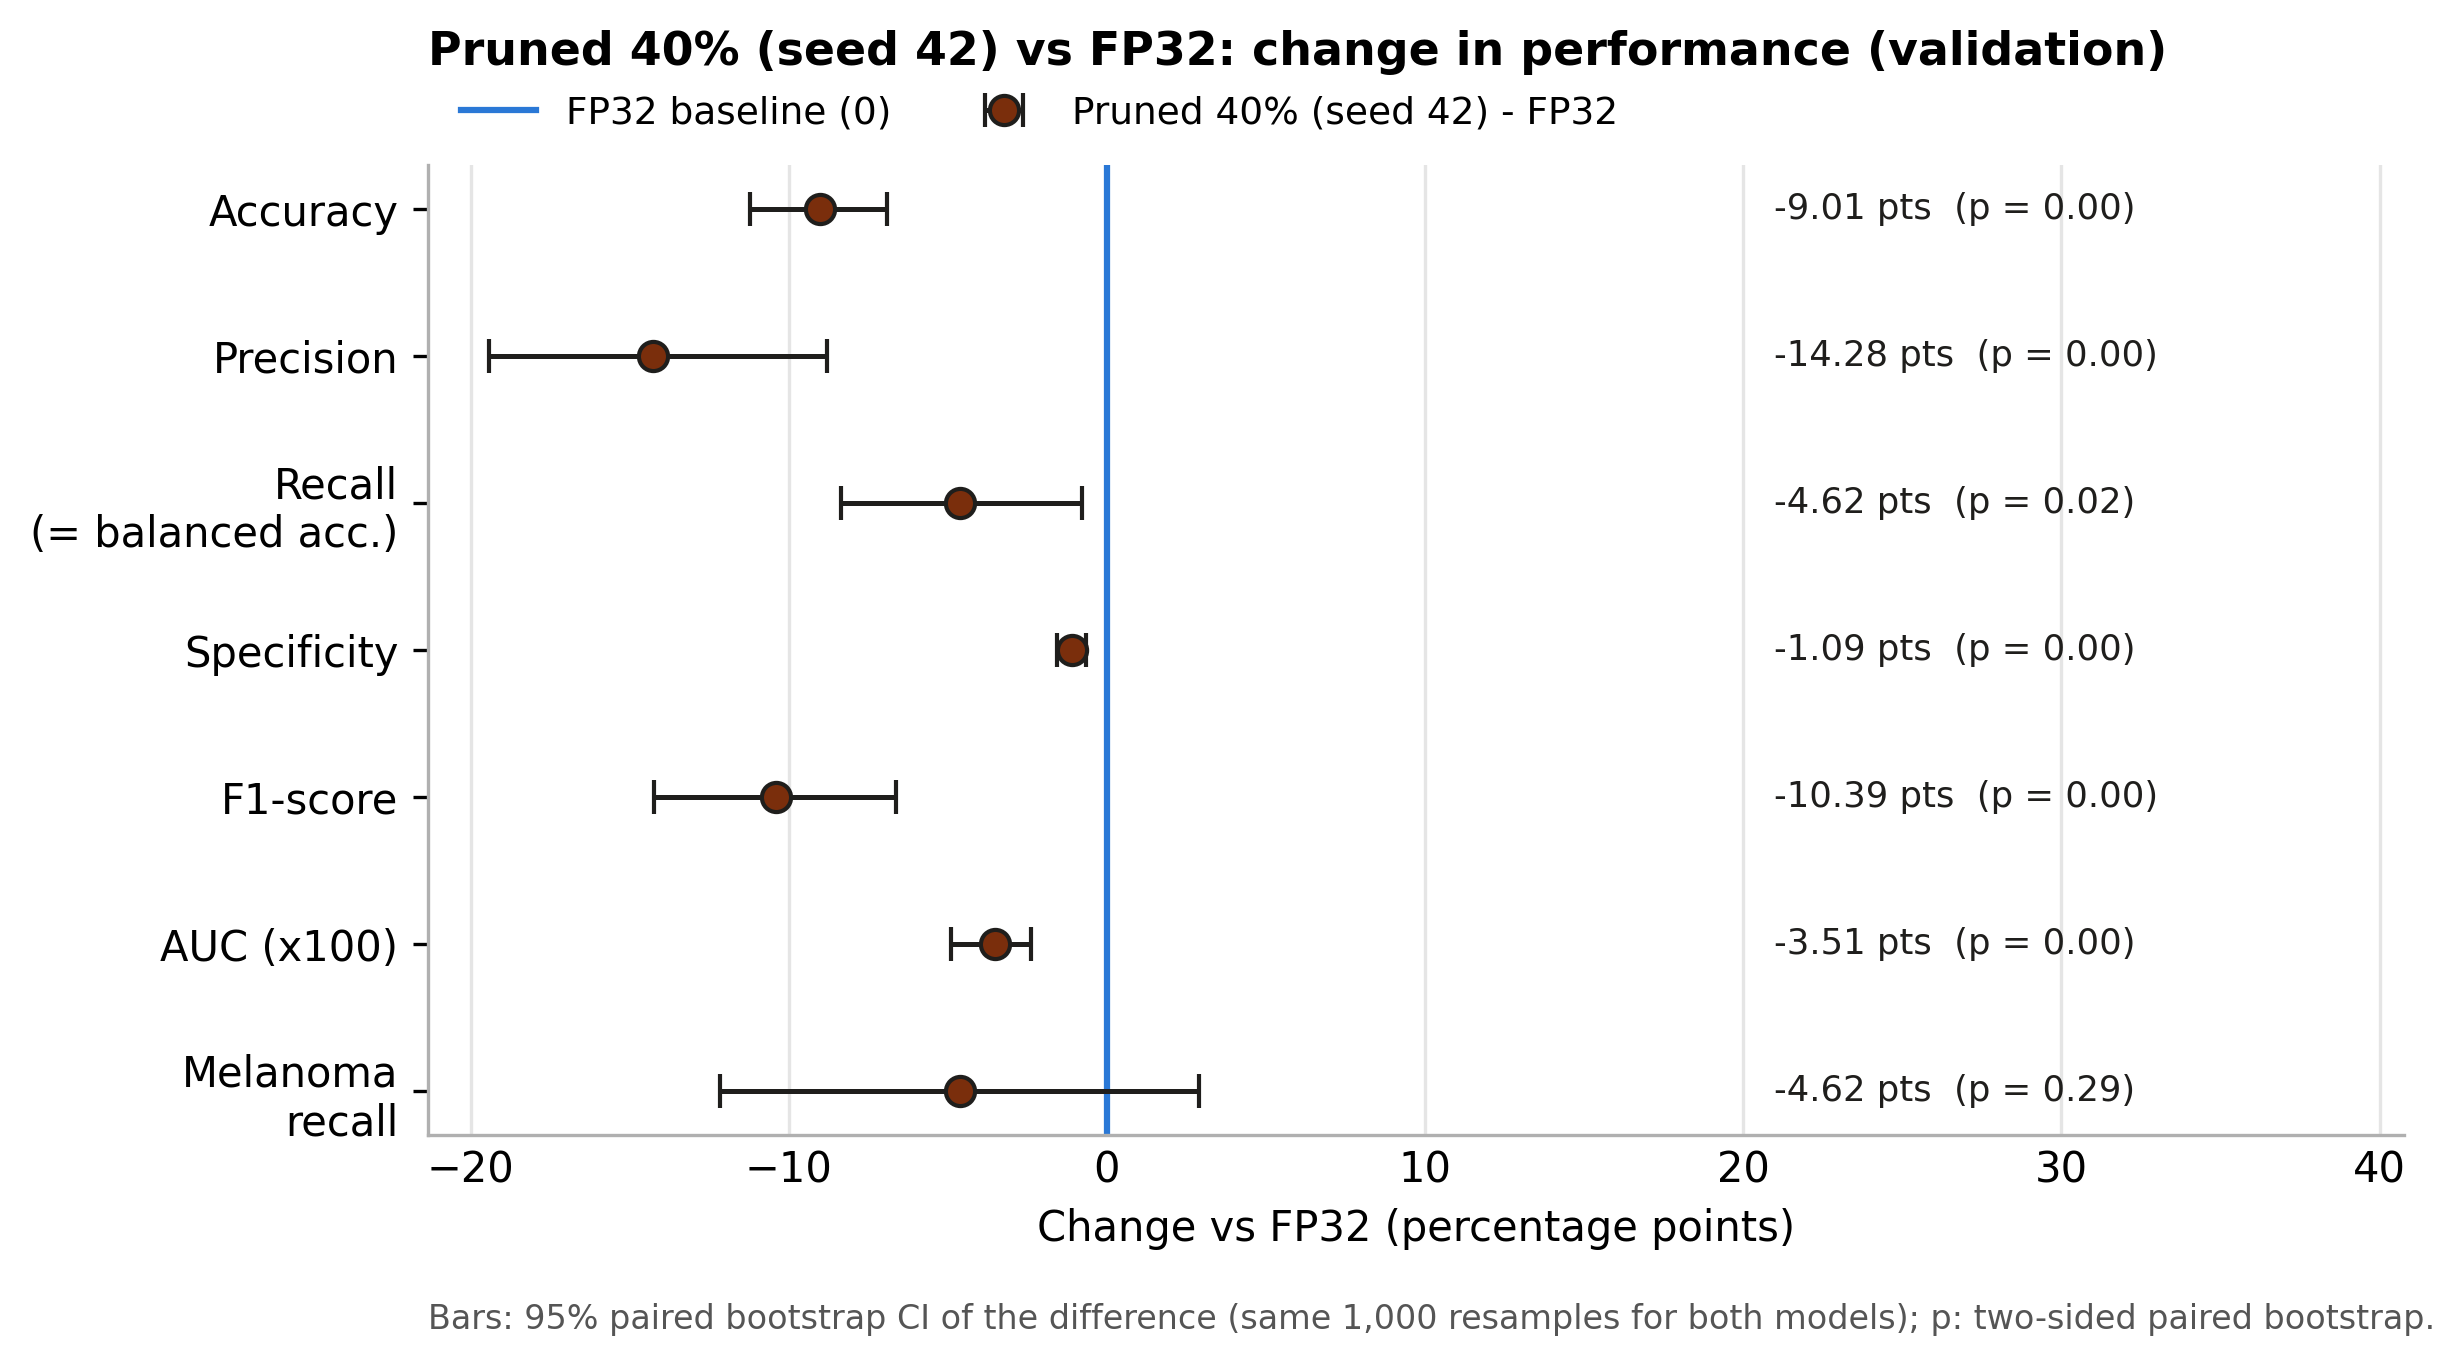 Pruned 40% (seed 42) vs FP32: change in performance (validation)
FP32 baseline (0)
Pruned 40% (seed 42) - FP32
Accuracy
-9.01 pts  (p = 0.00)
Precision
-14.28 pts  (p = 0.00)
Recall
(= balanced acc.)
-4.62 pts  (p = 0.02)
Specificity
-1.09 pts  (p = 0.00)
F1-score
-10.39 pts  (p = 0.00)
AUC (x100)
-3.51 pts  (p = 0.00)
Melanoma
recall
-4.62 pts  (p = 0.29)
−20 −10 0 10 20 30 40
Change vs FP32 (percentage points)
Bars: 95% paired bootstrap CI of the difference (same 1,000 resamples for both models); p: two-sided paired bootstrap.